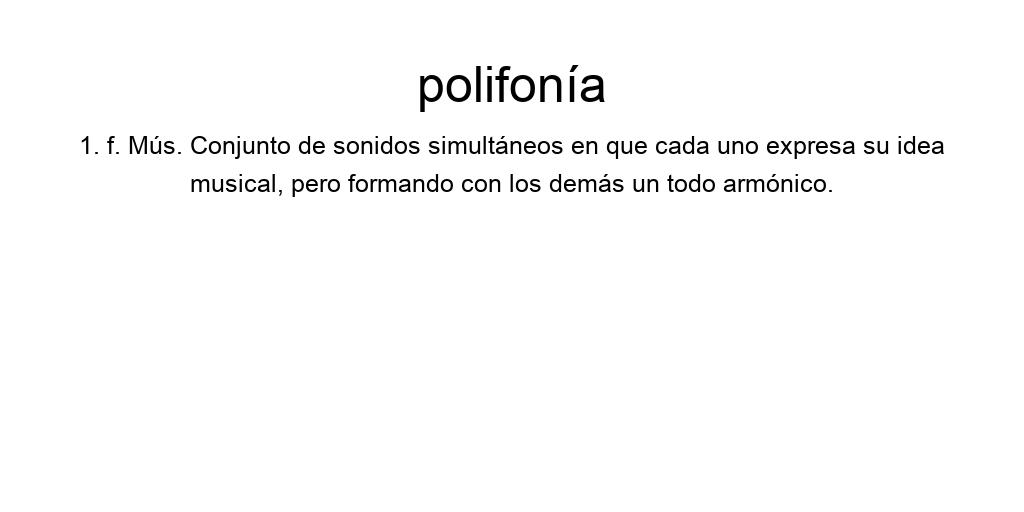 polifonía
1. f. Mús. Conjunto de sonidos simultáneos en que cada uno expresa su idea
musical, pero formando con los demás un todo armónico.